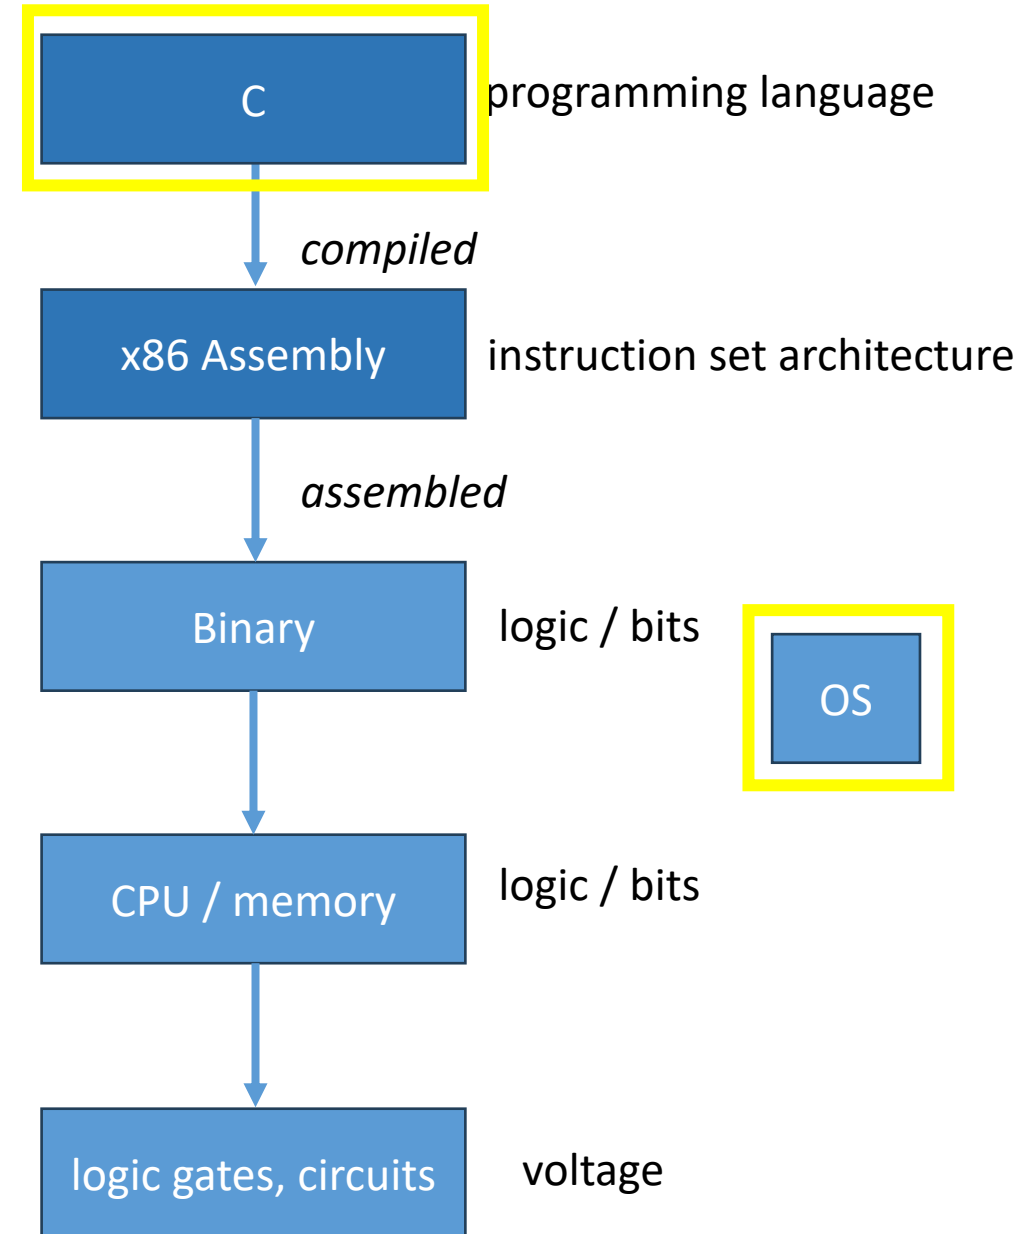 C
programming language
compiled
x86 Assembly
instruction set architecture
assembled
Binary
logic / bits
OS
CPU / memory
logic / bits
logic gates, circuits
voltage